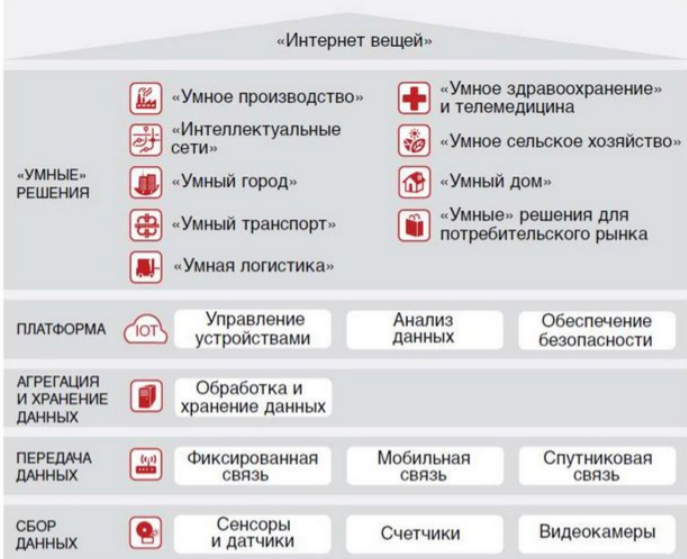 «Интернет вещей»
«УМНЫЕ»
РЕШЕНИЯ
«Умное производство»
«Интеллектуальные
сети»
«Умный город»
«Умный транспорт»
«Умная логистика»
«Умное здравоохранение»
и телемедицина
«Умное сельское хозяйство»
«Умный дом»
«Умные» решения для
потребительского рынка
ПЛАТФОРМА
IOT
Управление
устройствами
Анализ
данных
Обеспечение
безопасности
АГРЕГАЦИЯ
И ХРАНЕНИЕ
ДАННЫХ
Обработка и
хранение данных
ПЕРЕДАЧА
ДАННЫХ
Фиксированная
связь
Мобильная
связь
Спутниковая
связь
СБОР
ДАННЫХ
Сенсоры
и датчики
Счетчики
Видеокамеры